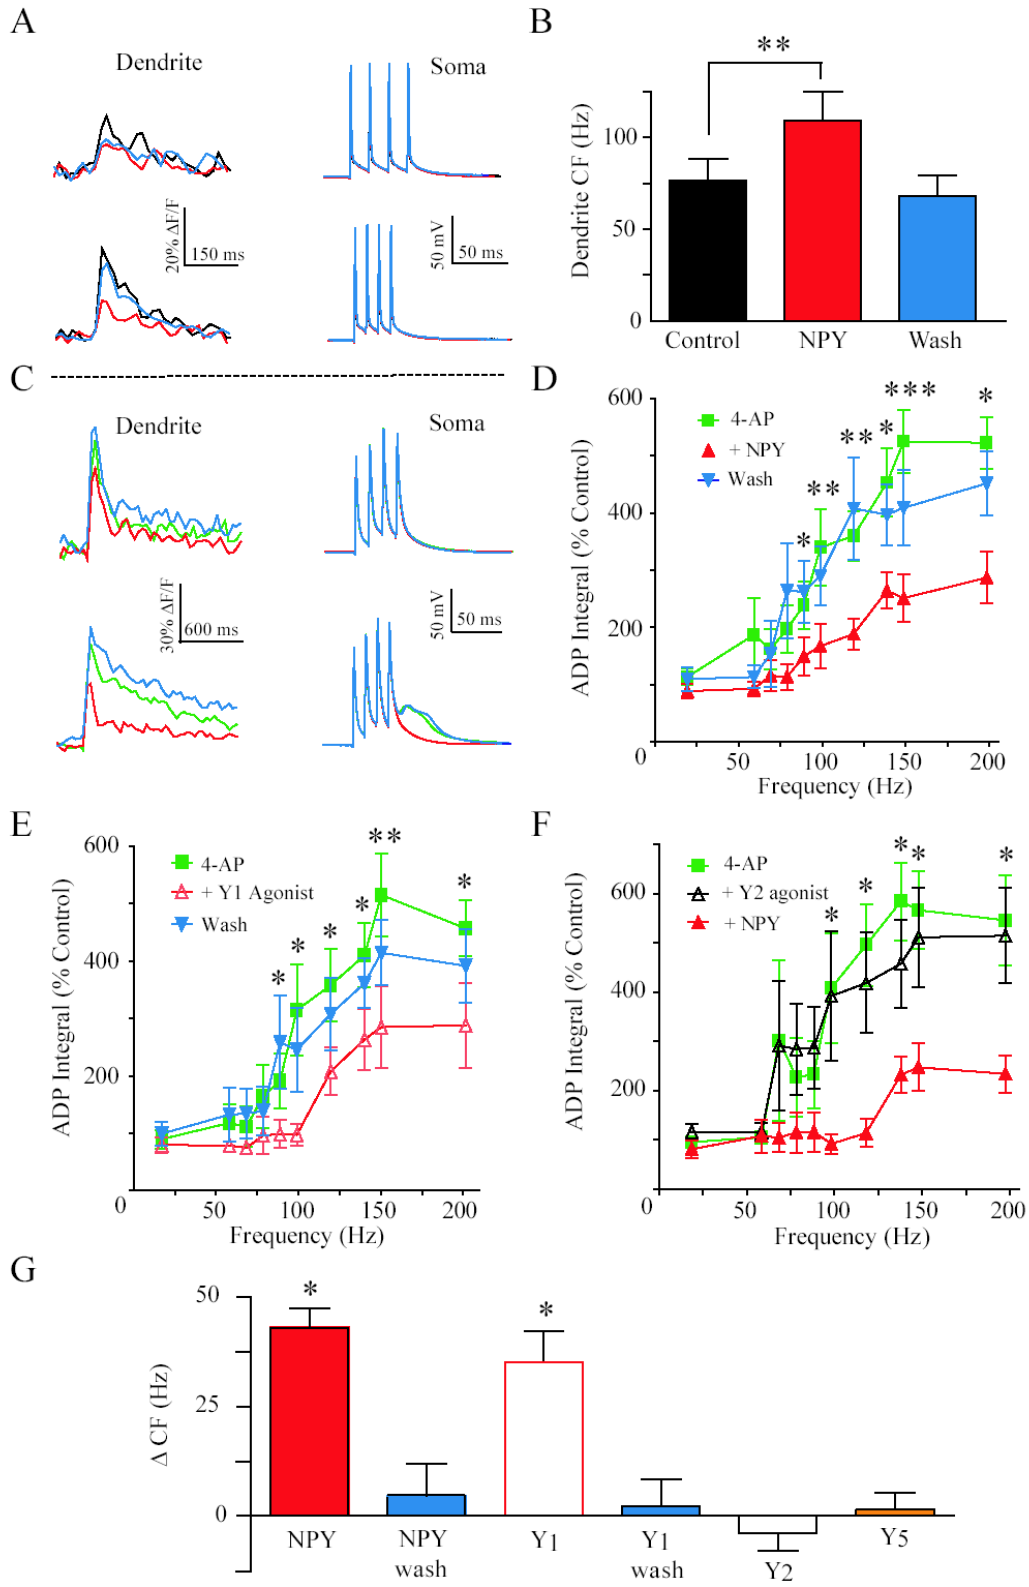 A
Dendrite
Soma
20% ΔF/F
150 ms
50 mV
50 ms
B
**
Dendrite CF (Hz)
100
50
0
Control
NPY
Wash
C
Dendrite
Soma
30% ΔF/F
600 ms
50 mV
50 ms
D
ADP Integral (% Control)
600
400
200
0
4-AP
+ NPY
Wash
*
**
**
*
***
*
50
100
150
200
Frequency (Hz)
E
ADP Integral (% Control)
600
400
200
0
4-AP
+ Y1 Agonist
Wash
*
*
*
*
**
*
50
100
150
200
Frequency (Hz)
F
ADP Integral (% Control)
600
400
200
0
4-AP
+ Y2 agonist
+ NPY
*
*
*
*
*
50
100
150
200
Frequency (Hz)
G
Δ CF (Hz)
50
25
0
*
*
NPY
NPY
wash
Y1
Y1
wash
Y2
Y5